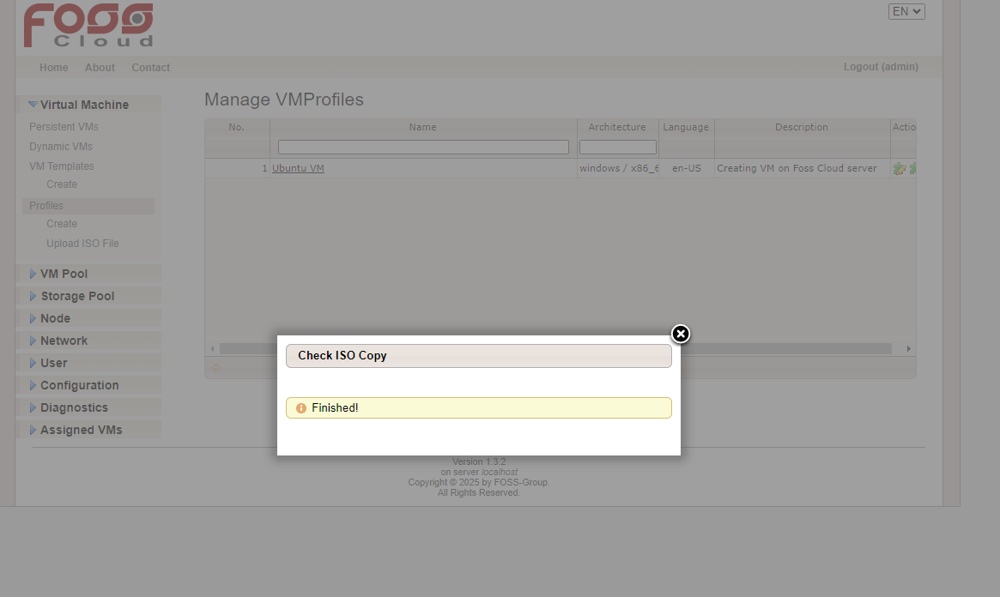 FOSS
Cloud
EN
Home About Contact
Logout (admin)
Virtual Machine
Persistent VMs
Dynamic VMs
VM Templates
Create
Profiles
Create
Upload ISO File
VM Pool
Storage Pool
Node
Network
User
Configuration
Diagnostics
Assigned VMs
Manage VMProfiles
No. Name Architecture Language Description Actio
1 Ubuntu VM windows / x86_6 en-US Creating VM on Foss Cloud server
Check ISO Copy
Finished!
Version 1.3.2
on server localhost
Copyright © 2025 by FOSS-Group.
All Rights Reserved.